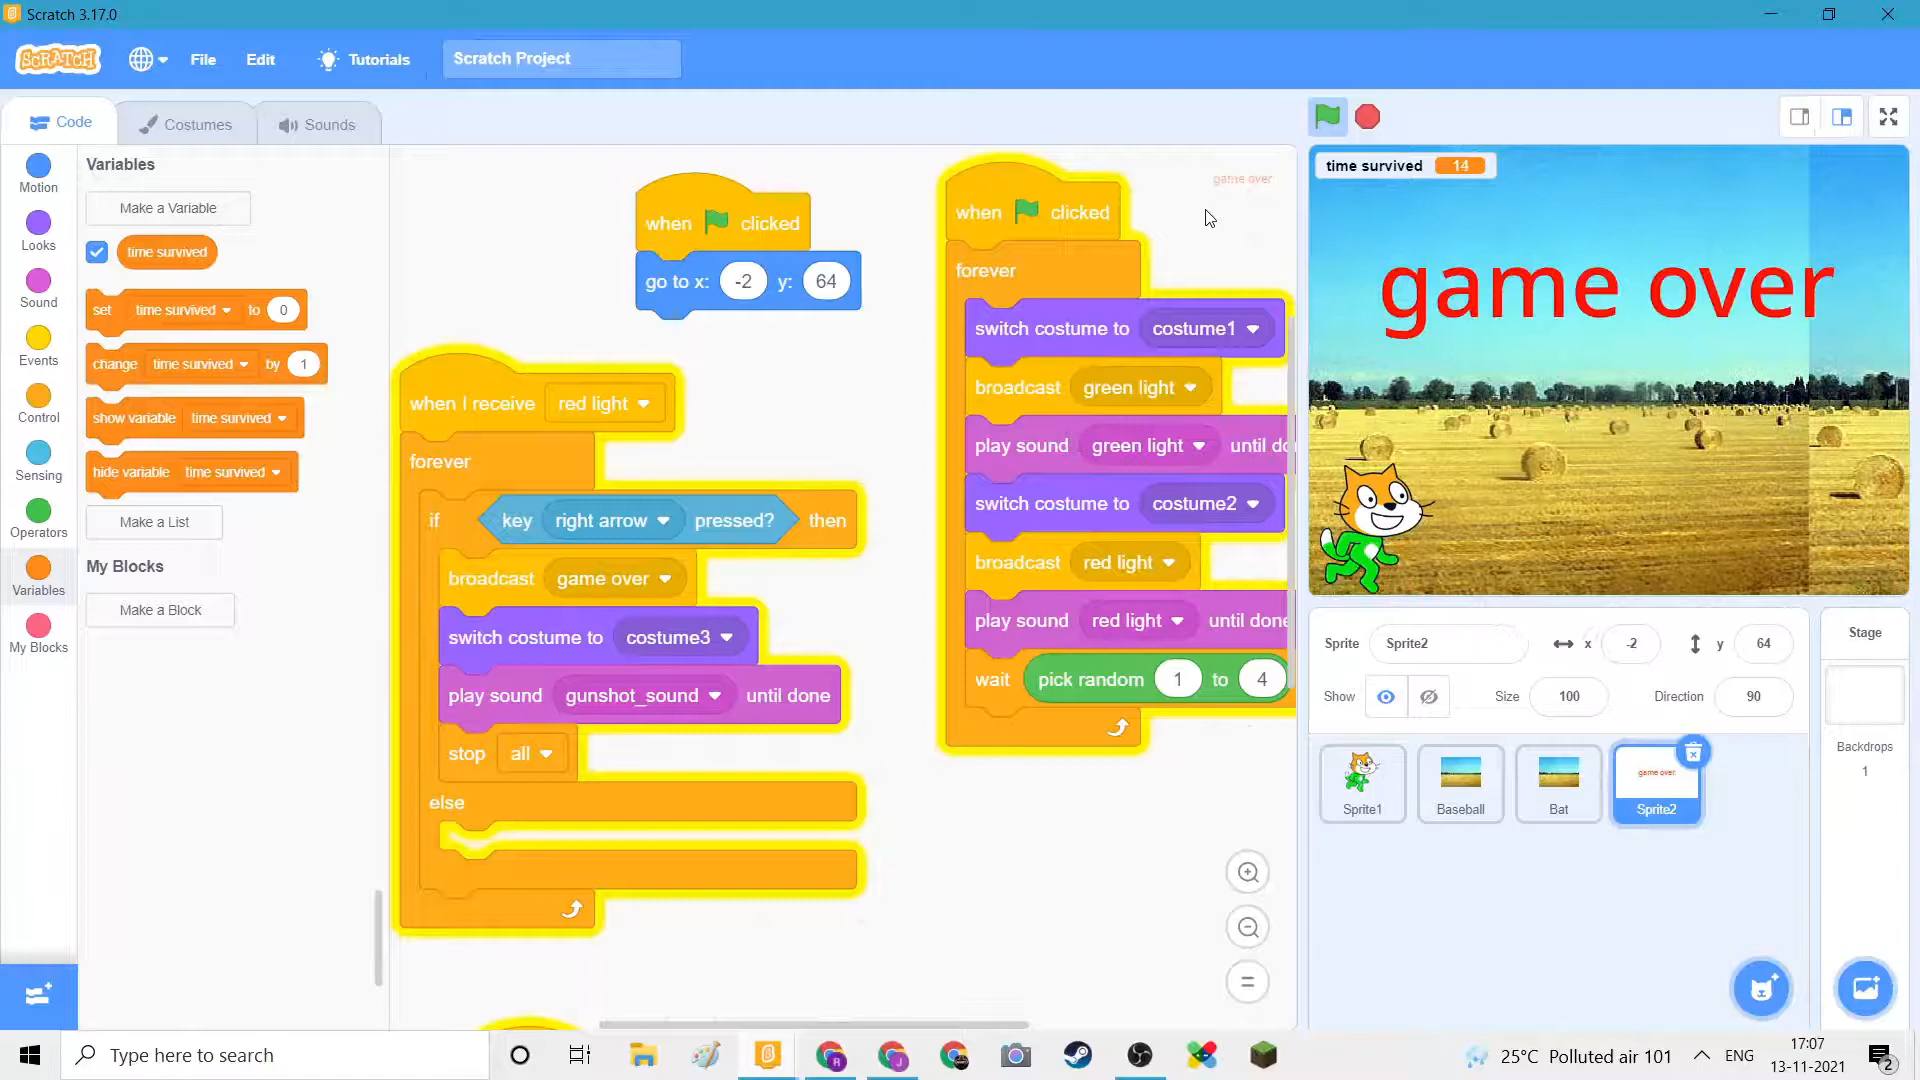 Scratch 3.17.0
SCRATCH
File
Edit
Tutorials
Scratch Project
Code
Costumes
Sounds
Motion
Looks
Sound
Events
Control
Sensing
Operators
Variables
My Blocks
Variables
Make a Variable
time survived
set time survived to 0
change time survived by 1
show variable time survived
hide variable time survived
Make a List
My Blocks
Make a Block
when clicked
go to x: -2 y: 64
when I receive red light
forever
if key right arrow pressed? then
broadcast game over
switch costume to costume3
play sound gunshot_sound until done
stop all
else
when clicked
forever
switch costume to costume1
broadcast green light
play sound green light until do
switch costume to costume2
broadcast red light
play sound red light until done
wait pick random 1 to 4
game over
time survived 14
game over
Sprite Sprite2 x -2 y 64
Show Size 100 Direction 90
Sprite1
Baseball
Bat
game over
Sprite2
Stage
Backdrops
1
Type here to search
R
J
25°C Polluted air 101
ENG
17:07
13-11-2021
2